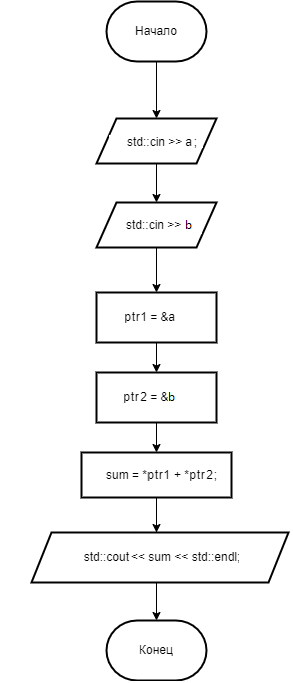 Начало
std::cin >> a;
std::cin >> b
ptr1 = &a
ptr2 = &b
sum = *ptr1 + *ptr2;
std::cout << sum << std::endl;
Конец